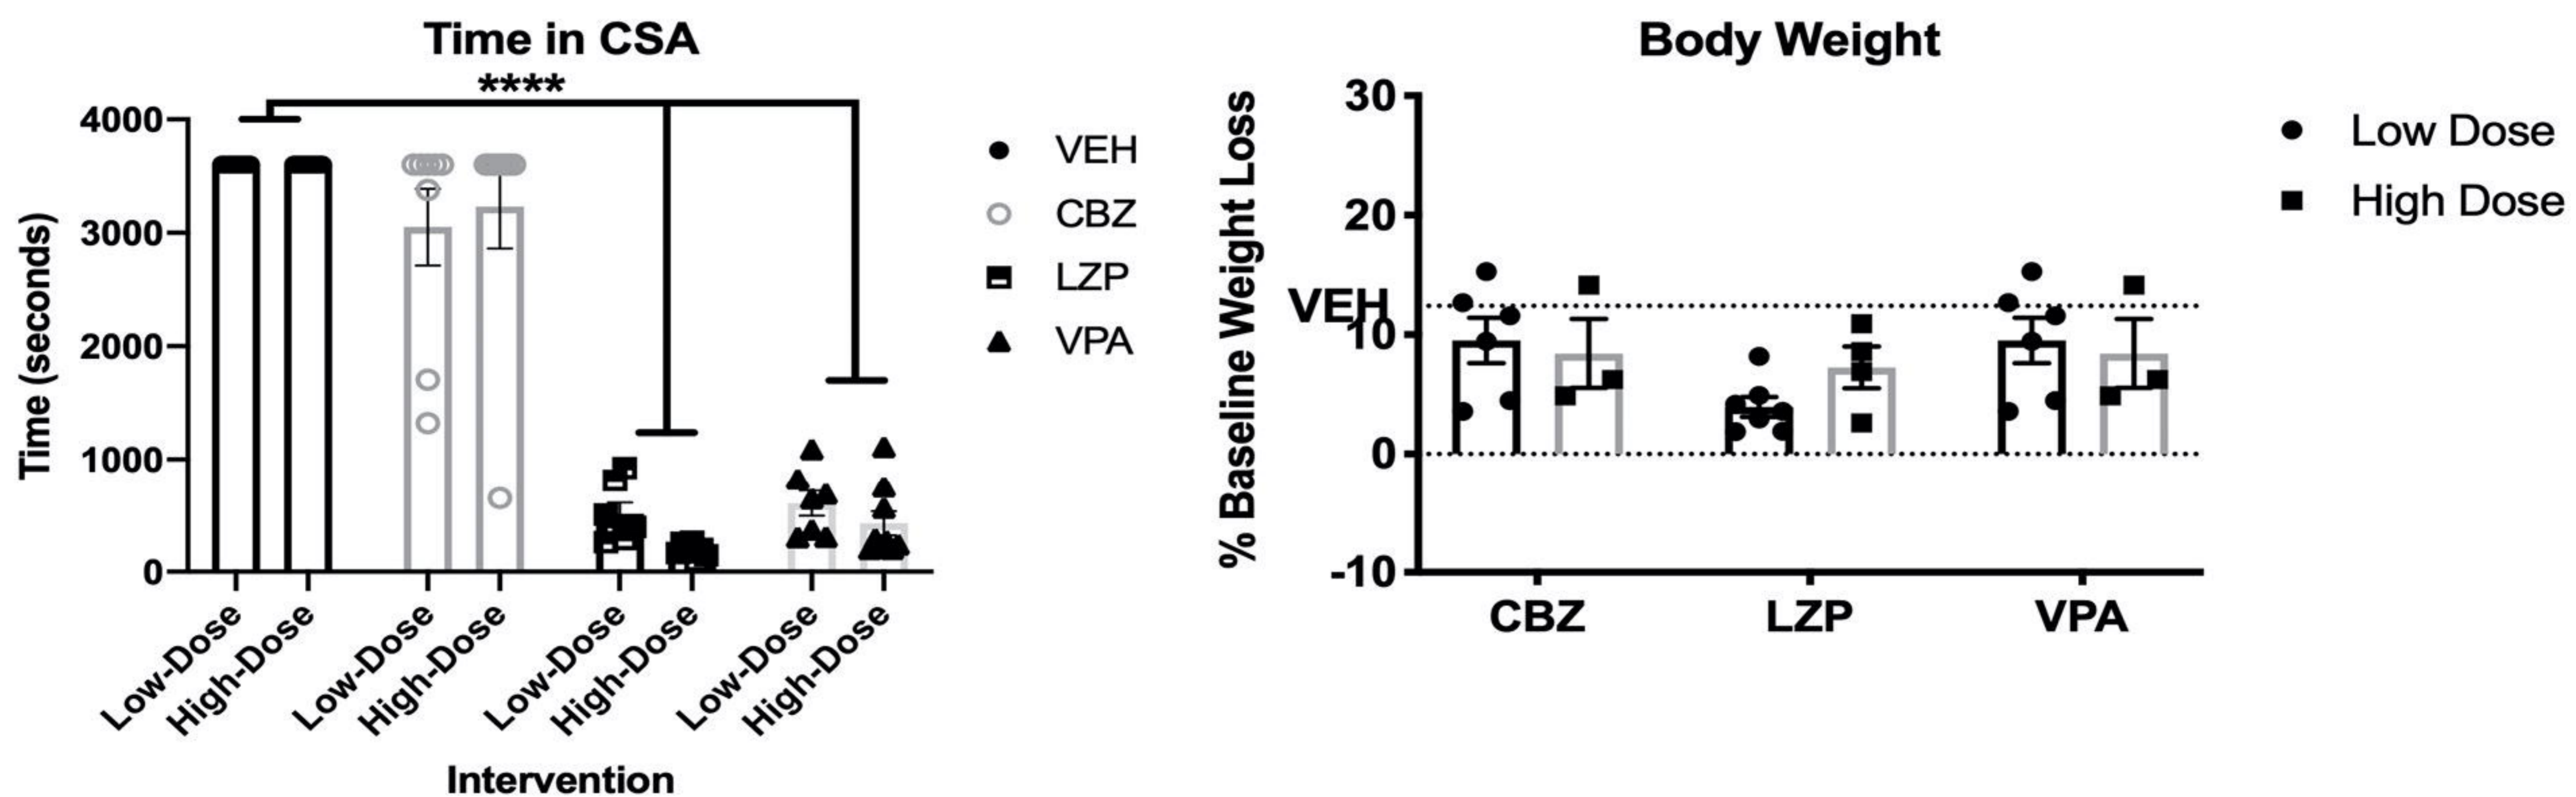 Time in CSA
****
4000
3000
2000
1000
0
Time (seconds)
Low-Dose
High-Dose
Low-Dose
High-Dose
Low-Dose
High-Dose
Low-Dose
High-Dose
Intervention
VEH
CBZ
LZP
VPA
Body Weight
30
20
VEH
10
0
-10
% Baseline Weight Loss
CBZ
LZP
VPA
Low Dose
High Dose